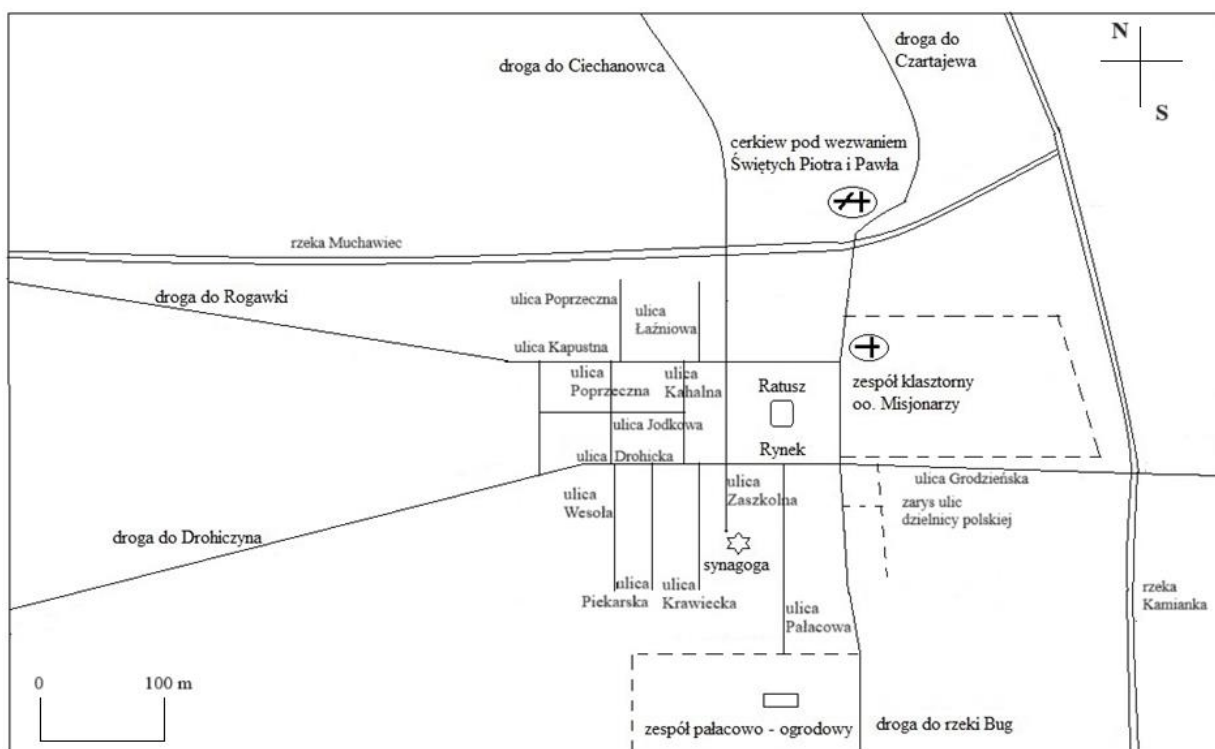 droga do
Czartajewa
N
droga do Ciechanowca
S
cerkiew pod wezwaniem
Świętych Piotra i Pawła
rzeka Muchawiec
droga do Rogawki
ulica Poprzeczna
ulica
Łaźniowa
ulica Kapustna
ulica
Poprzeczna
ulica
Kahalna
Ratusz
zespół klasztorny
oo. Misjonarzy
ulica Jodkowa
ulica Drohicka
Rynek
ulica Grodzieńska
ulica
Wesoła
ulica
Zaszkolna
zarys ulic
dzielnicy polskiej
droga do Drohiczyna
synagoga
ulica
Piekarska
ulica
Krawiecka
ulica
Pałacowa
rzeka
Kamianka
0 100 m
zespół pałacowo - ogrodowy
droga do rzeki Bug